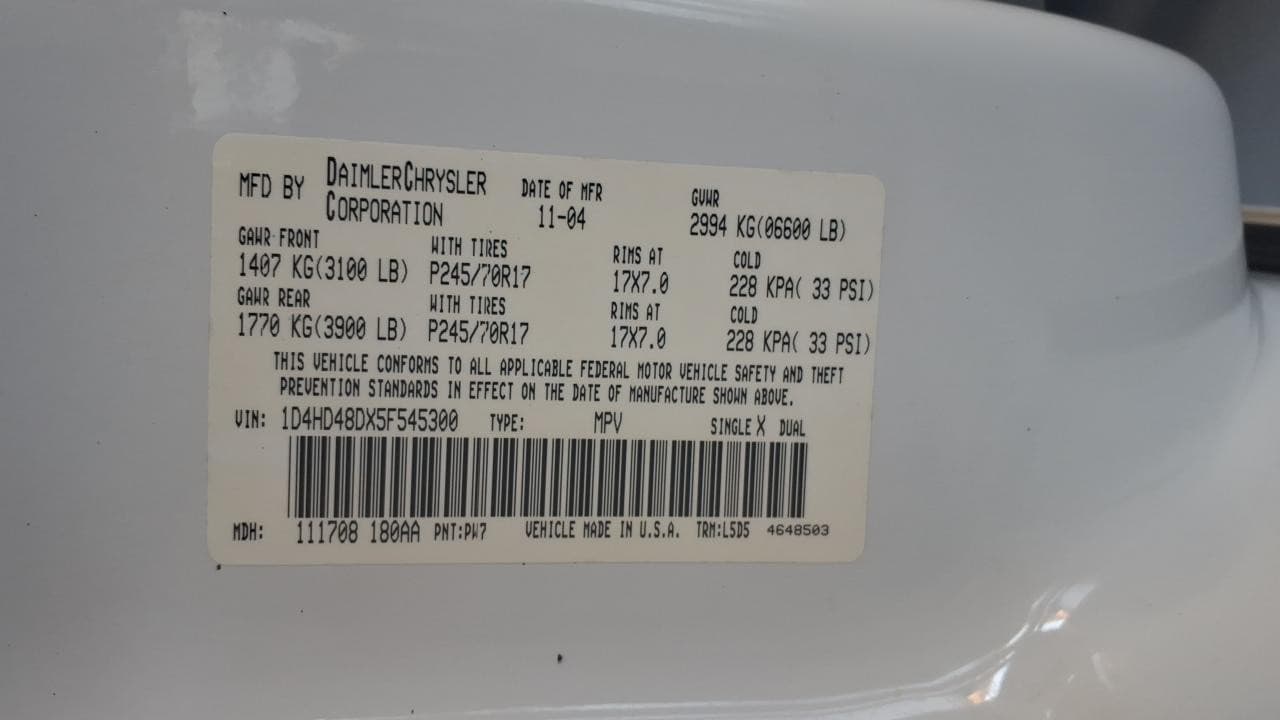 MFD BY DAIMLERCHRYSLER CORPORATION DATE OF MFR 11-04 GVWR 2994 KG(06600 LB)
GAWR FRONT WITH TIRES RIMS AT COLD
1407 KG(3100 LB) P245/70R17 17X7.0 228 KPA( 33 PSI)
GAWR REAR WITH TIRES RIMS AT COLD
1770 KG(3900 LB) P245/70R17 17X7.0 228 KPA( 33 PSI)
THIS VEHICLE CONFORMS TO ALL APPLICABLE FEDERAL MOTOR VEHICLE SAFETY AND THEFT
PREVENTION STANDARDS IN EFFECT ON THE DATE OF MANUFACTURE SHOWN ABOVE.
VIN: 1D4HD48DX5F545300 TYPE: MPV SINGLE X DUAL
MDH: 111708 180AA PNT:PW7 VEHICLE MADE IN U.S.A. TRM:L5D5 4648503